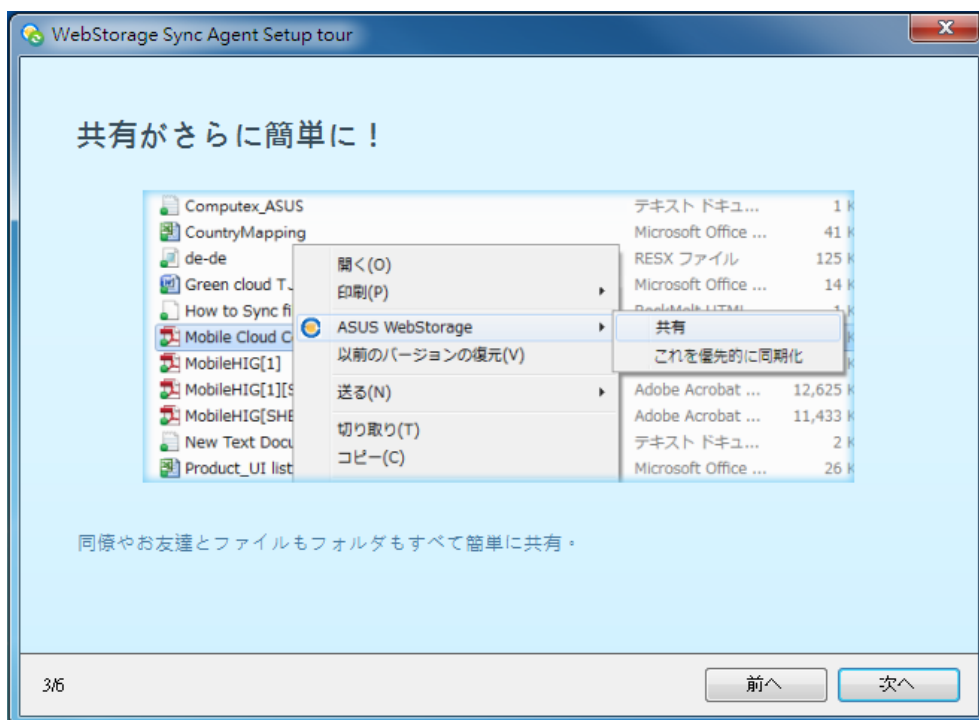 WebStorage Sync Agent Setup tour
共有がさらに簡単に！
Computex_ASUS テキスト ドキュ... 1 K
CountryMapping Microsoft Office ... 41 K
de-de RESX ファイル 125 K
開く(O)
Green cloud T Microsoft Office ... 14 K
印刷(P)
How to Sync fi
ASUS WebStorage
共有
Mobile Cloud C
以前のバージョンの復元(V)
これを優先的に同期化
MobileHIG[1]
MobileHIG[1][S Adobe Acrobat ... 12,625 K
送る(N)
MobileHIG[SHE Adobe Acrobat ... 11,433 K
切り取り(T)
New Text Docu テキスト ドキュ... 2 K
コピー(C)
Product_UI list Microsoft Office ... 26 K
同僚やお友達とファイルもフォルダもすべて簡単に共有。
3/6
前へ
次へ